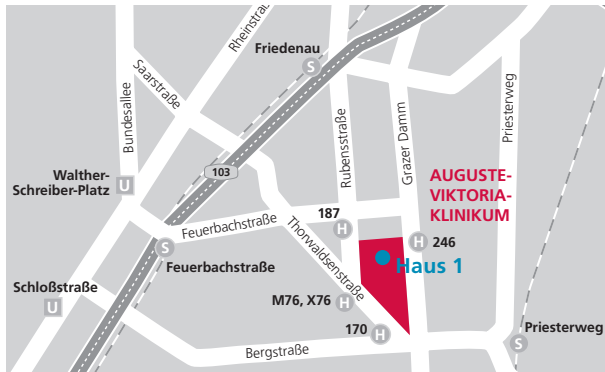 Rheinstraß
Friedenau
S
Saarstraße
Bundesallee
103
Rubensstraße
Grazer Damm
Priesterweg
Walther-
Schreiber-Platz
U
AUGUSTE-
VIKTORIA-
KLINIKUM
187
H
Feuerbachstraße
S
Feuerbachstraße
Thorwaldsenstraße
H
246
Haus 1
Schloßstraße
U
M76, X76
H
170
H
Bergstraße
Priesterweg
S